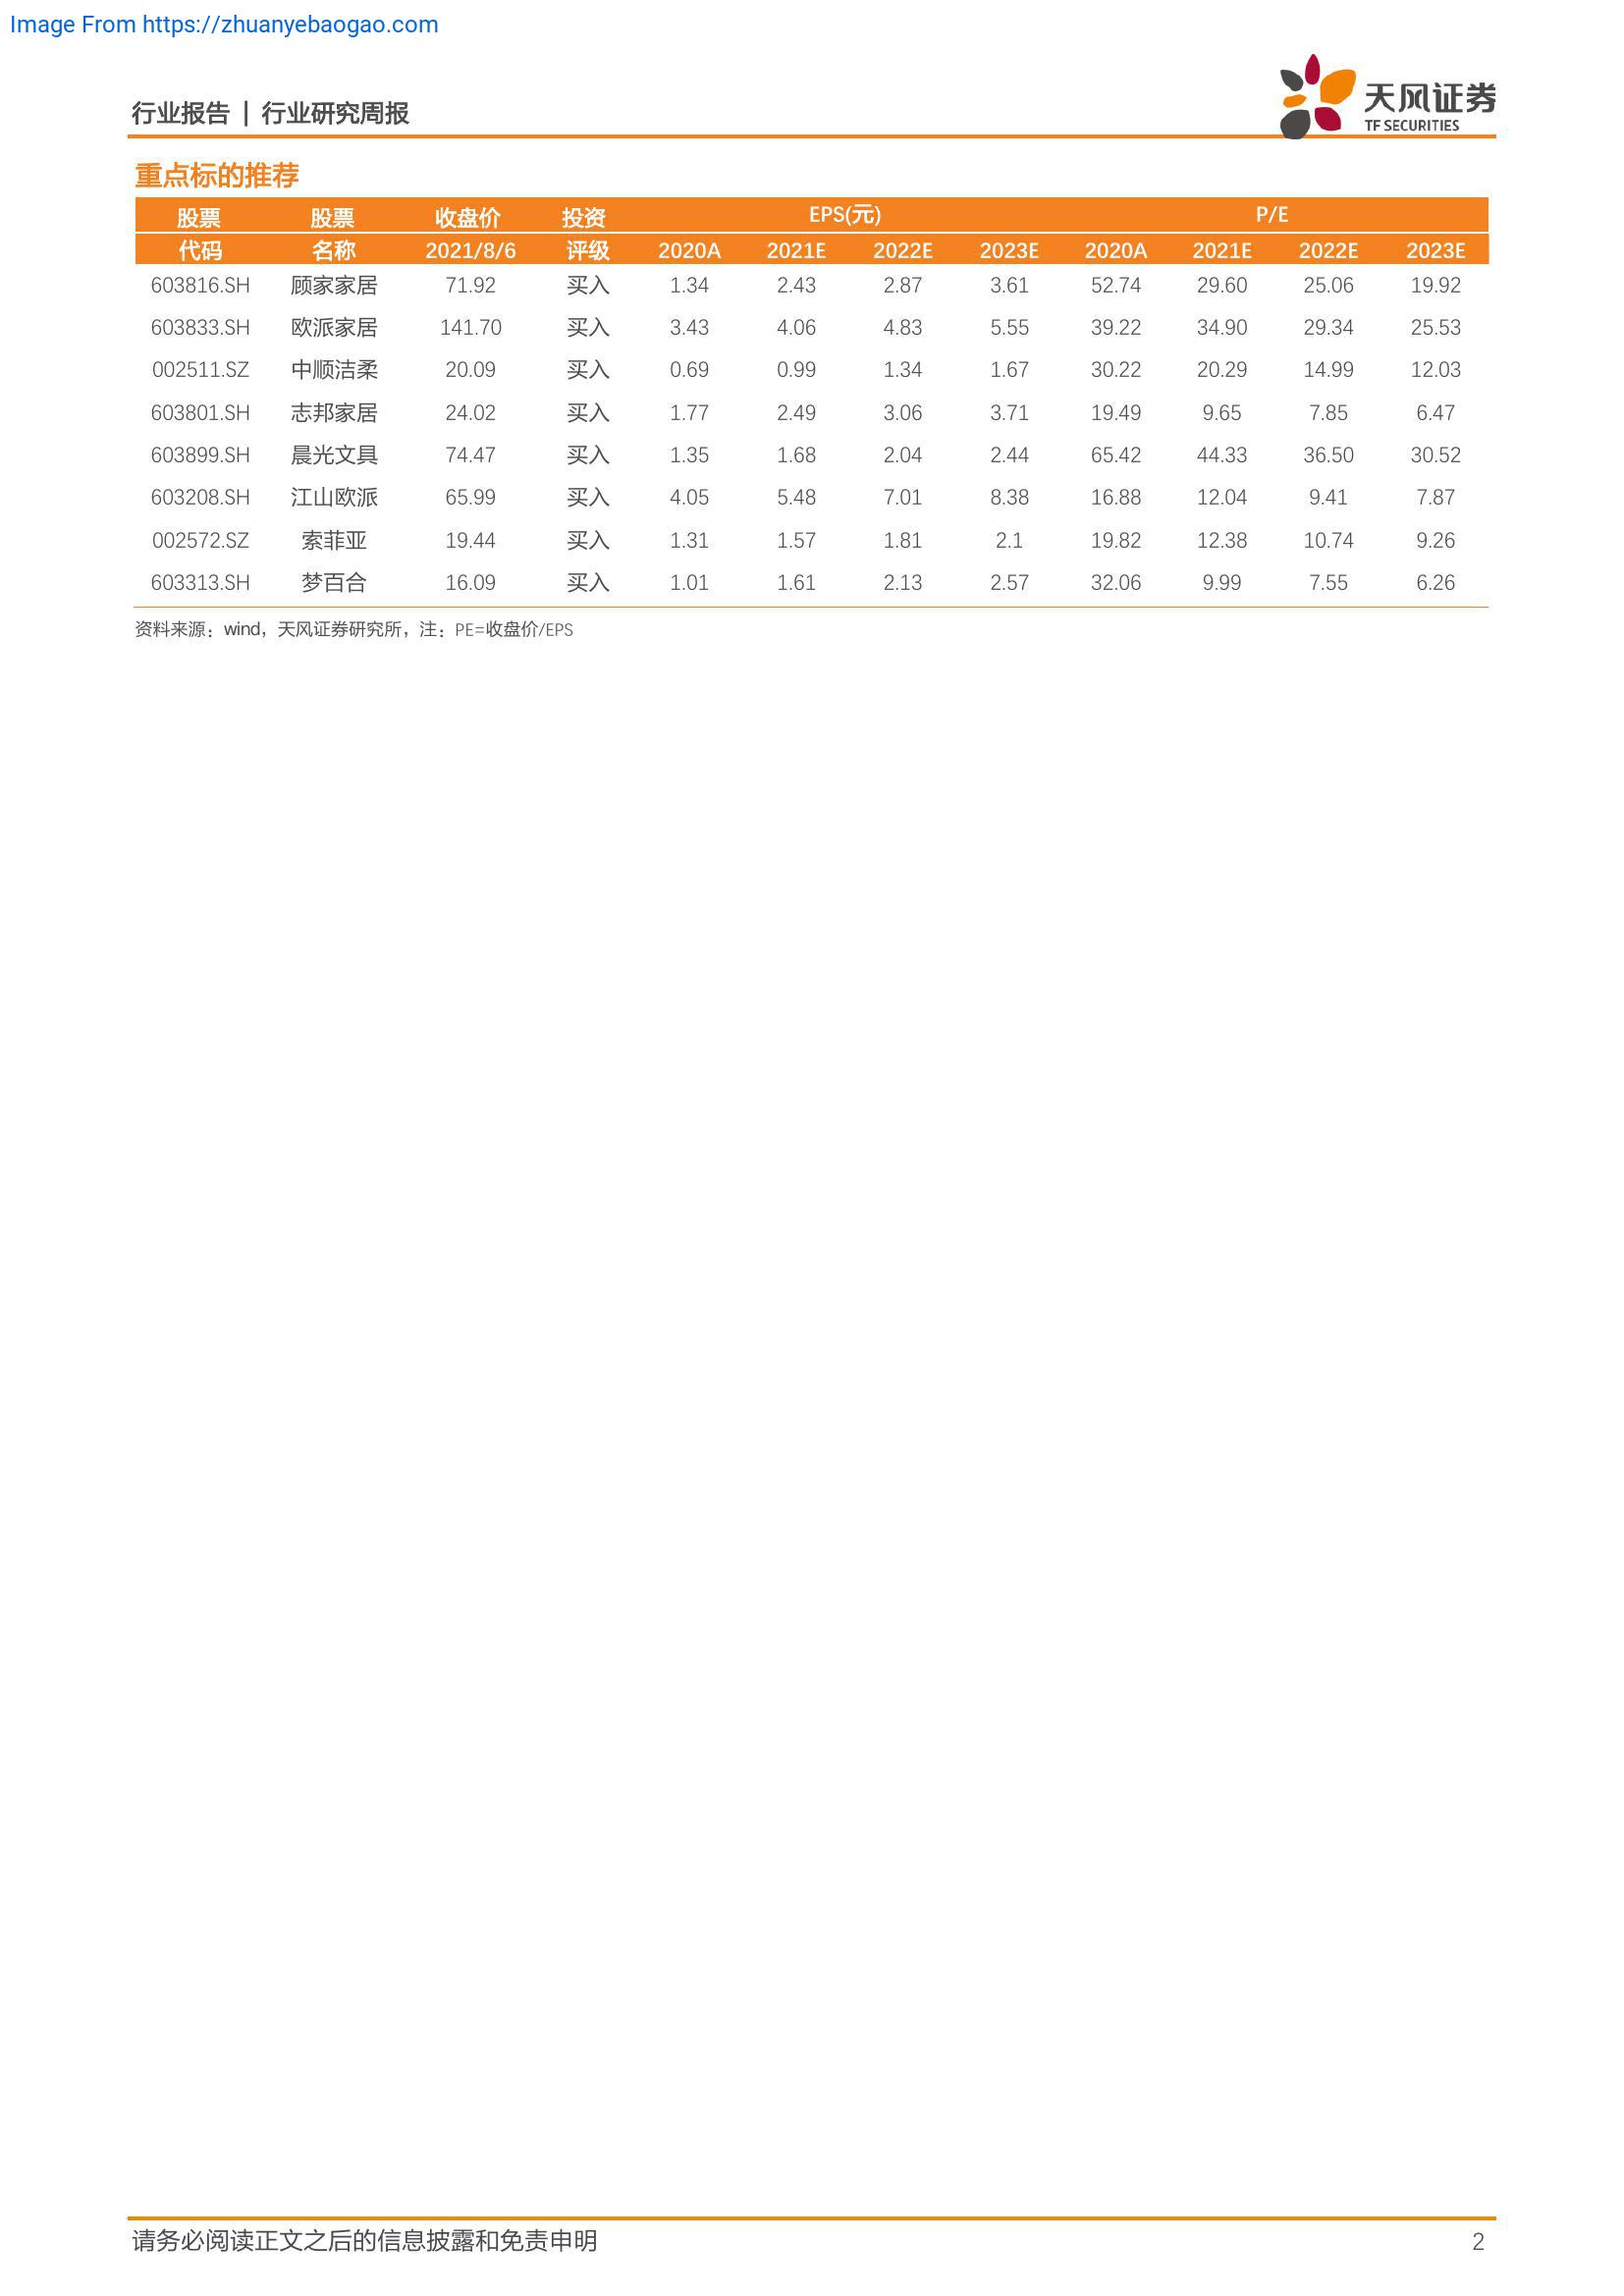 Image From https://zhuanyebaogao.com
行业报告 | 行业研究周报
天风证券
TF SECURITIES
重点标的推荐
股票 股票 收盘价 投资 EPS(元) P/E
代码 名称 2021/8/6 评级 2020A 2021E 2022E 2023E 2020A 2021E 2022E 2023E
603816.SH 顾家家居 71.92 买入 1.34 2.43 2.87 3.61 52.74 29.60 25.06 19.92
603833.SH 欧派家居 141.70 买入 3.43 4.06 4.83 5.55 39.22 34.90 29.34 25.53
002511.SZ 中顺洁柔 20.09 买入 0.69 0.99 1.34 1.67 30.22 20.29 14.99 12.03
603801.SH 志邦家居 24.02 买入 1.77 2.49 3.06 3.71 19.49 9.65 7.85 6.47
603899.SH 晨光文具 74.47 买入 1.35 1.68 2.04 2.44 65.42 44.33 36.50 30.52
603208.SH 江山欧派 65.99 买入 4.05 5.48 7.01 8.38 16.88 12.04 9.41 7.87
002572.SZ 索菲亚 19.44 买入 1.31 1.57 1.81 2.1 19.82 12.38 10.74 9.26
603313.SH 梦百合 16.09 买入 1.01 1.61 2.13 2.57 32.06 9.99 7.55 6.26
资料来源：wind，天风证券研究所，注：PE=收盘价/EPS
请务必阅读正文之后的信息披露和免责申明 2